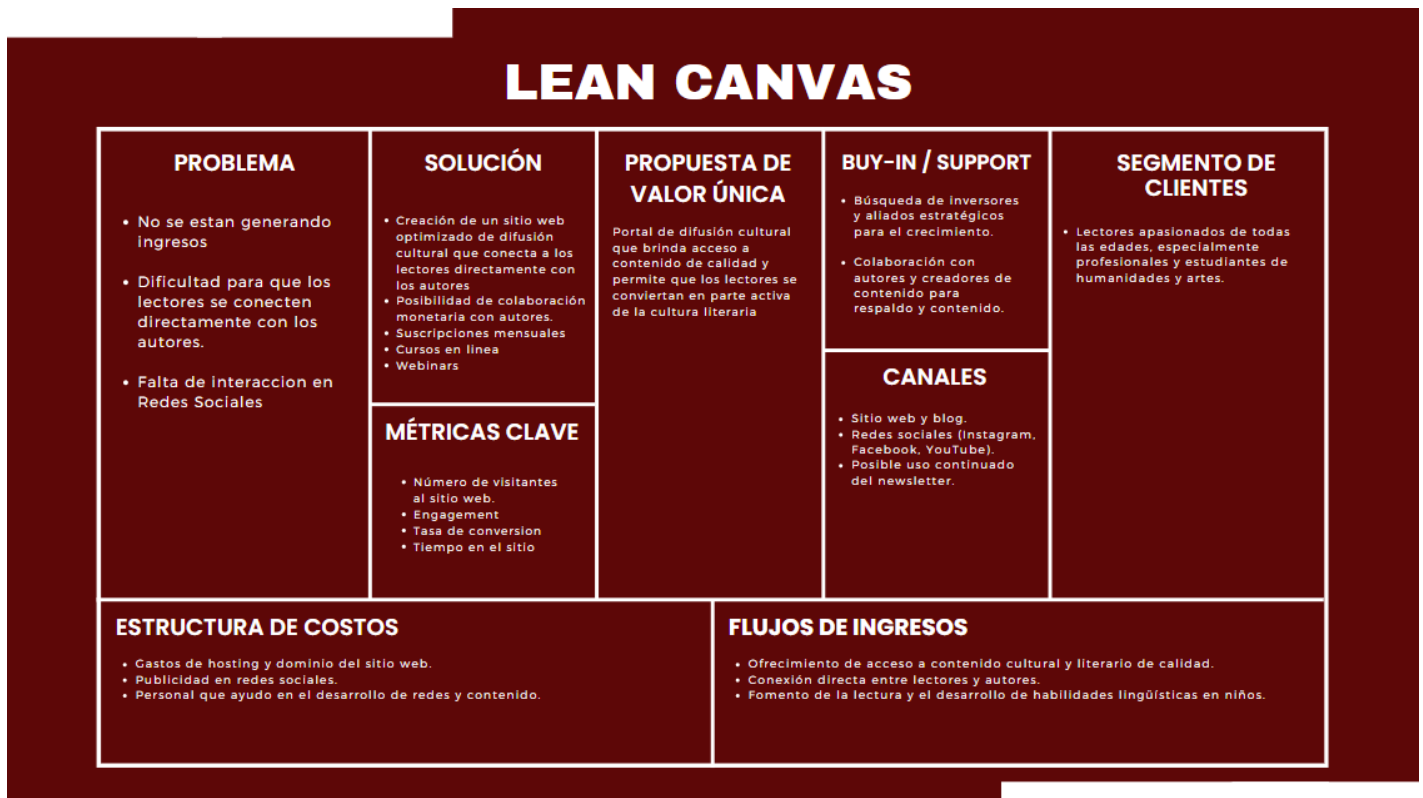 LEAN CANVAS
PROBLEMA
• No se estan generando
ingresos
• Dificultad para que los
lectores se conecten
directamente con los
autores.
• Falta de interaccion en
Redes Sociales
SOLUCIÓN
• Creación de un sitio web
optimizado de difusión
cultural que conecta a los
lectores directamente con
los autores
• Posibilidad de colaboración
monetaria con autores.
• Suscripciones mensuales
• Cursos en linea
• Webinars
MÉTRICAS CLAVE
• Número de visitantes
al sitio web.
• Engagement
• Tasa de conversion
• Tiempo en el sitio
PROPUESTA DE
VALOR ÚNICA
Portal de difusión cultural
que brinda acceso a
contenido de calidad y
permite que los lectores se
conviertan en parte activa
de la cultura literaria
BUY-IN / SUPPORT
• Búsqueda de inversores
y aliados estratégicos
para el crecimiento.
• Colaboración con
autores y creadores de
contenido para
respaldo y contenido.
CANALES
• Sitio web y blog.
• Redes sociales (Instagram,
Facebook, YouTube).
• Posible uso continuado
del newsletter.
SEGMENTO DE
CLIENTES
• Lectores apasionados de todas
las edades, especialmente
profesionales y estudiantes de
humanidades y artes.
ESTRUCTURA DE COSTOS
• Gastos de hosting y dominio del sitio web.
• Publicidad en redes sociales.
• Personal que ayudo en el desarrollo de redes y contenido.
FLUJOS DE INGRESOS
• Ofrecimiento de acceso a contenido cultural y literario de calidad.
• Conexión directa entre lectores y autores.
• Fomento de la lectura y el desarrollo de habilidades lingüísticas en niños.